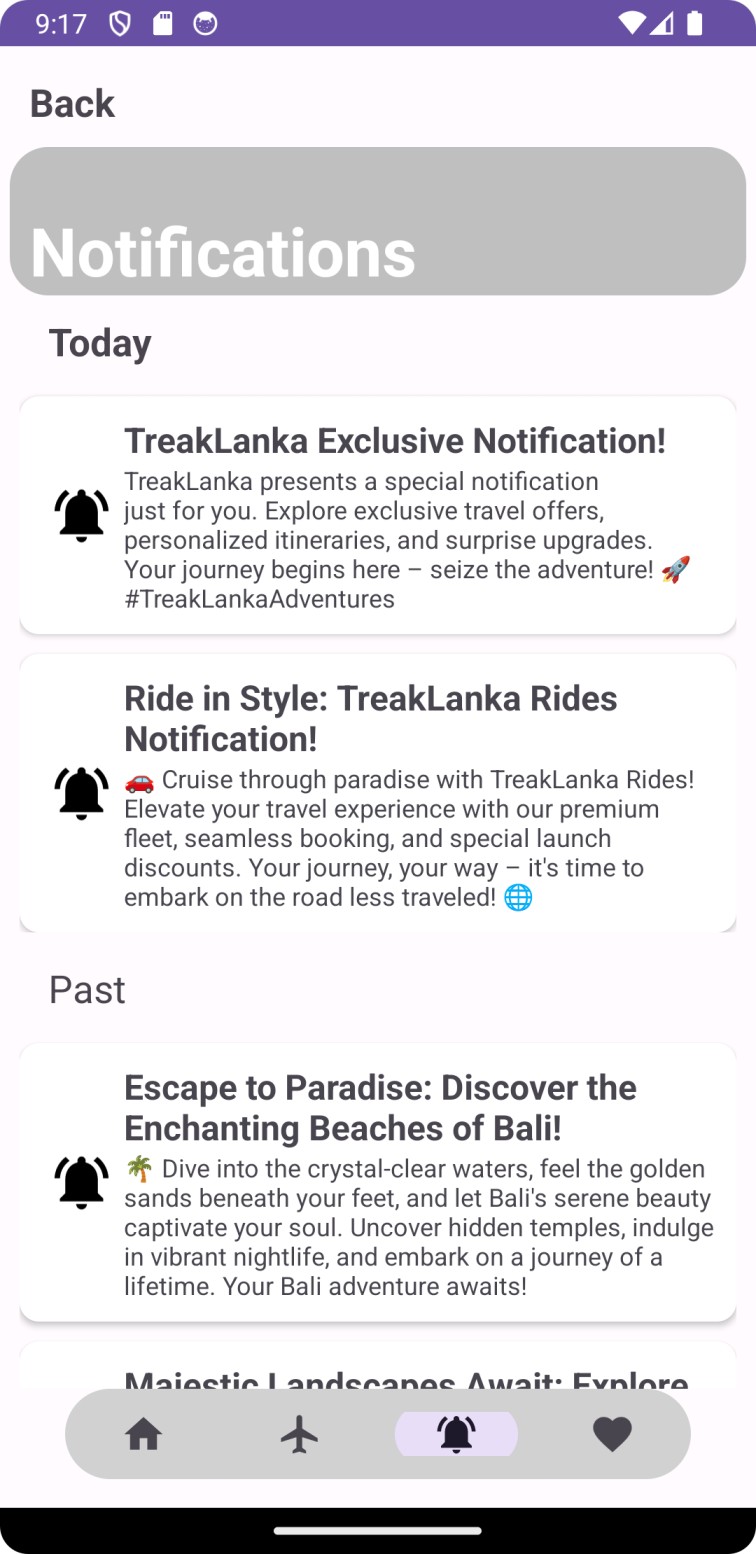 9:17
Back
Notifications
Today
TreakLanka Exclusive Notification!
TreakLanka presents a special notification
just for you. Explore exclusive travel offers,
personalized itineraries, and surprise upgrades.
Your journey begins here – seize the adventure! 🚀
#TreakLankaAdventures
Ride in Style: TreakLanka Rides
Notification!
🚗 Cruise through paradise with TreakLanka Rides!
Elevate your travel experience with our premium
fleet, seamless booking, and special launch
discounts. Your journey, your way – it's time to
embark on the road less traveled! 🌐
Past
Escape to Paradise: Discover the
Enchanting Beaches of Bali!
🌴 Dive into the crystal-clear waters, feel the golden
sands beneath your feet, and let Bali's serene beauty
captivate your soul. Uncover hidden temples, indulge
in vibrant nightlife, and embark on a journey of a
lifetime. Your Bali adventure awaits!
Majestic Landscapes Await: Explore